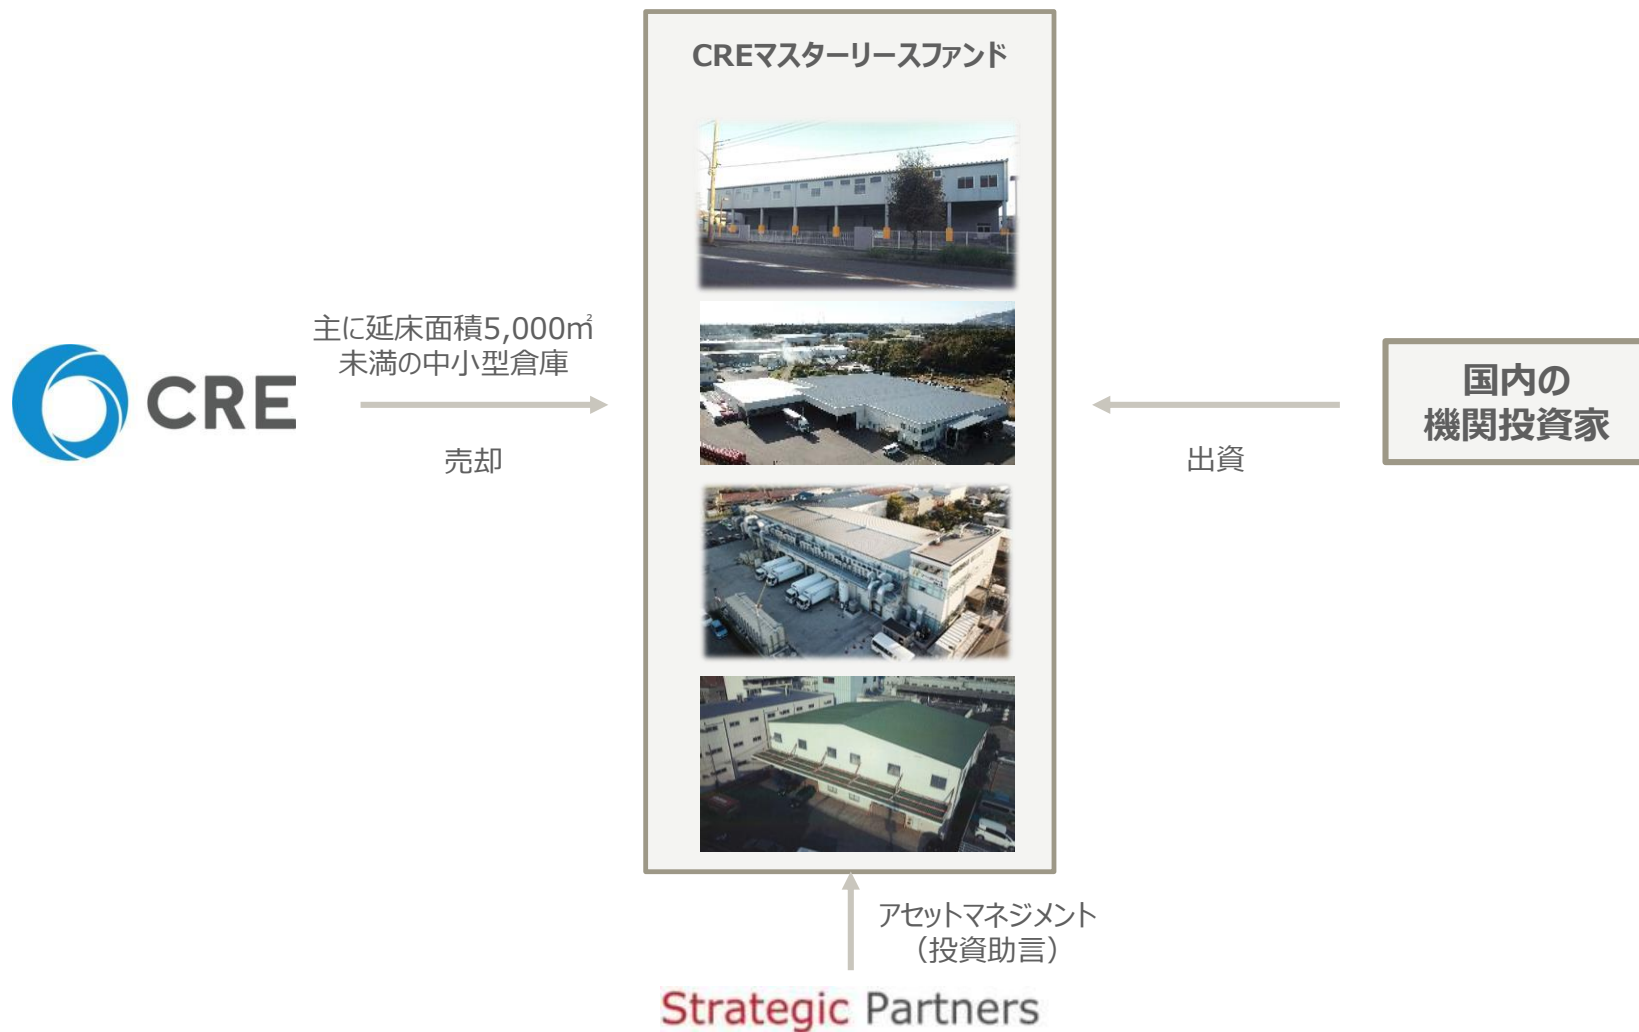 CREマスターリースファンド
主に延床面積5,000㎡
未満の中小型倉庫
CRE
売却
国内の
機関投資家
出資
アセットマネジメント
（投資助言）
Strategic Partners